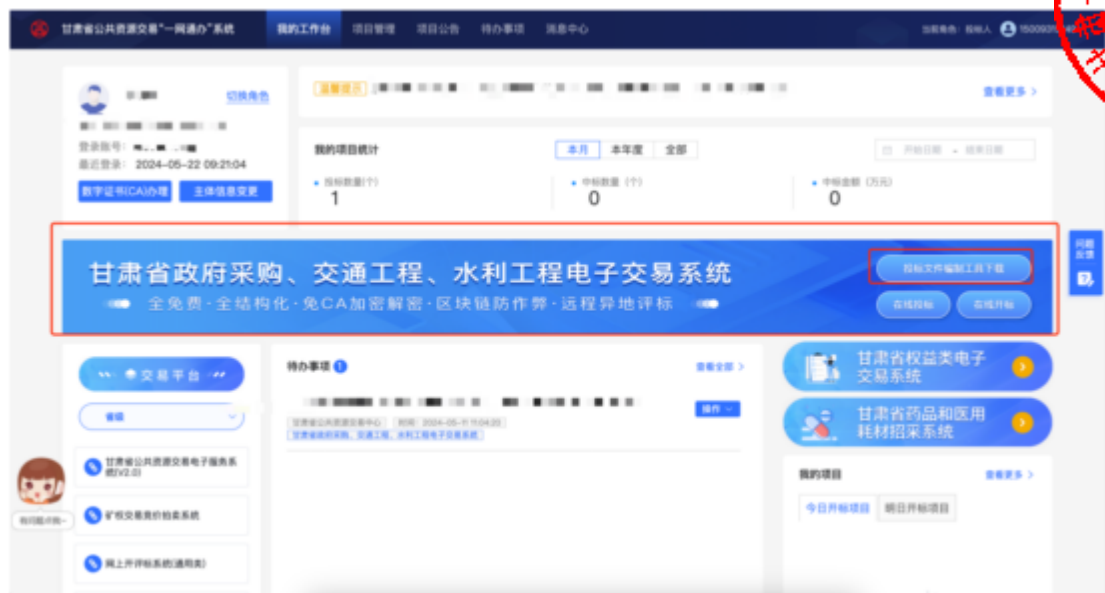 甘肃省公共资源交易“一网通办”系统 我的工作台 项目管理 项目公告 待办事项 消息中心 当前角色：投标人
切换角色
温馨提示
查看更多 >
登录账号：
最近登录： 2024-05-22 09:21:04
数字证书(CA)办理 主体信息变更
我的项目统计 本月 本年度 全部 开始日期 - 结束日期
投标数量(个) 中标数量（个） 中标金额（万元）
1 0 0
甘肃省政府采购、交通工程、水利工程电子交易系统
全免费·全结构化·免CA加密解密·区块链防作弊·远程异地评标
投标文件编制工具下载
在线投标 在线开标
问题
反馈
交易平台
省级
甘肃省公共资源交易电子服务系
统(V2.0)
矿权交易竞价拍卖系统
网上开评标系统(通用类)
有问题点我~
待办事项 1 查看全部 >
操作
甘肃省公共资源交易中心 时间：2024-05-11 11:04:20
甘肃省政府采购、交通工程、水利工程电子交易系统
甘肃省权益类电子
交易系统
甘肃省药品和医用
耗材招采系统
我的项目 查看更多 >
今日开标项目 明日开标项目